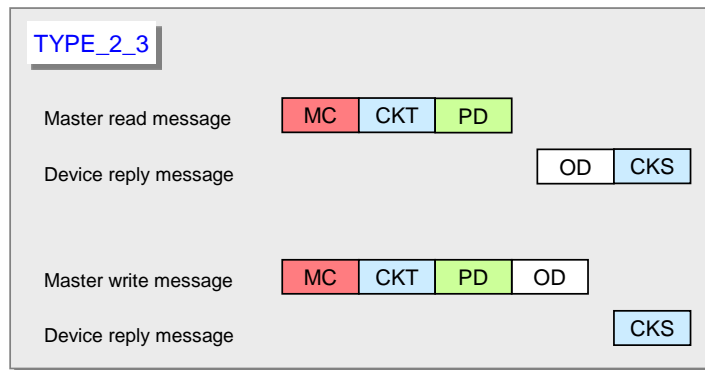 TYPE_2_3
Master read message MC CKT PD
Device reply message OD CKS
Master write message MC CKT PD OD
Device reply message CKS